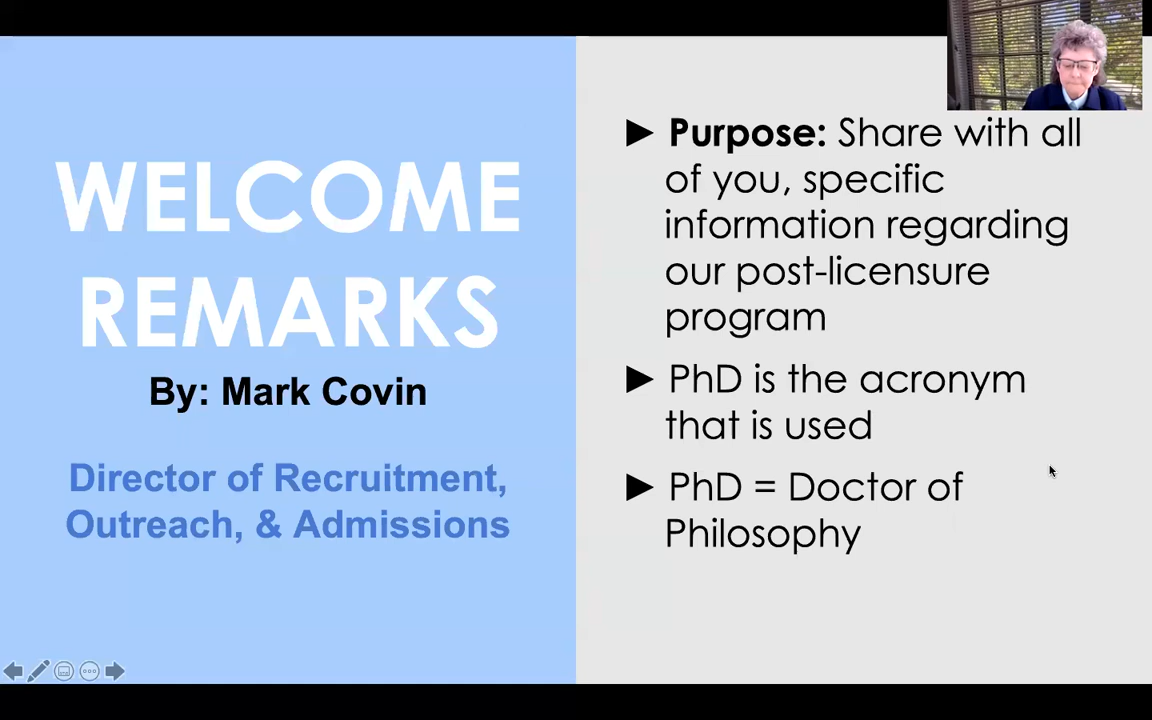 WELCOME
REMARKS
By: Mark Covin
Director of Recruitment,
Outreach, & Admissions
► Purpose: Share with all
of you, specific
information regarding
our post-licensure
program
► PhD is the acronym
that is used
► PhD = Doctor of
Philosophy